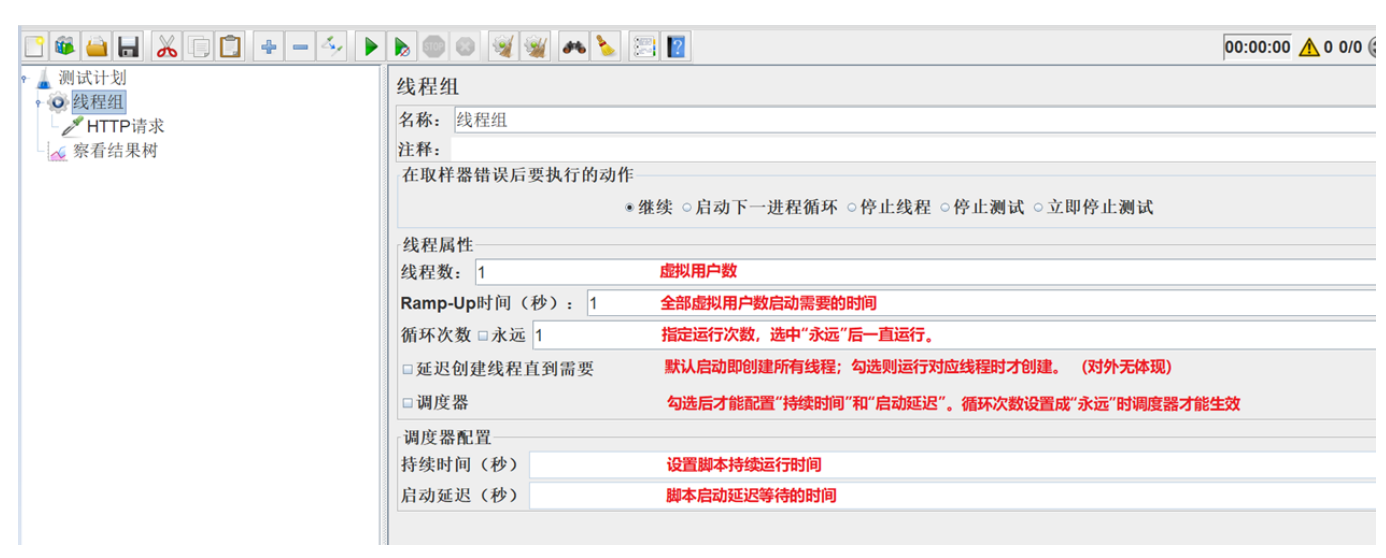 STOP
?
00:00:00 0 0/0
测试计划
线程组
HTTP请求
察看结果树
线程组
名称: 线程组
注释:
在取样器错误后要执行的动作
继续 启动下一进程循环 停止线程 停止测试 立即停止测试
线程属性
线程数: 1 虚拟用户数
Ramp-Up时间（秒）: 1 全部虚拟用户数启动需要的时间
循环次数 永远 1 指定运行次数，选中“永远”后一直运行。
延迟创建线程直到需要 默认启动即创建所有线程；勾选则运行对应线程时才创建。（对外无体现）
调度器 勾选后才能配置“持续时间”和“启动延迟”。循环次数设置成“永远”时调度器才能生效
调度器配置
持续时间（秒） 设置脚本持续运行时间
启动延迟（秒） 脚本启动延迟等待的时间